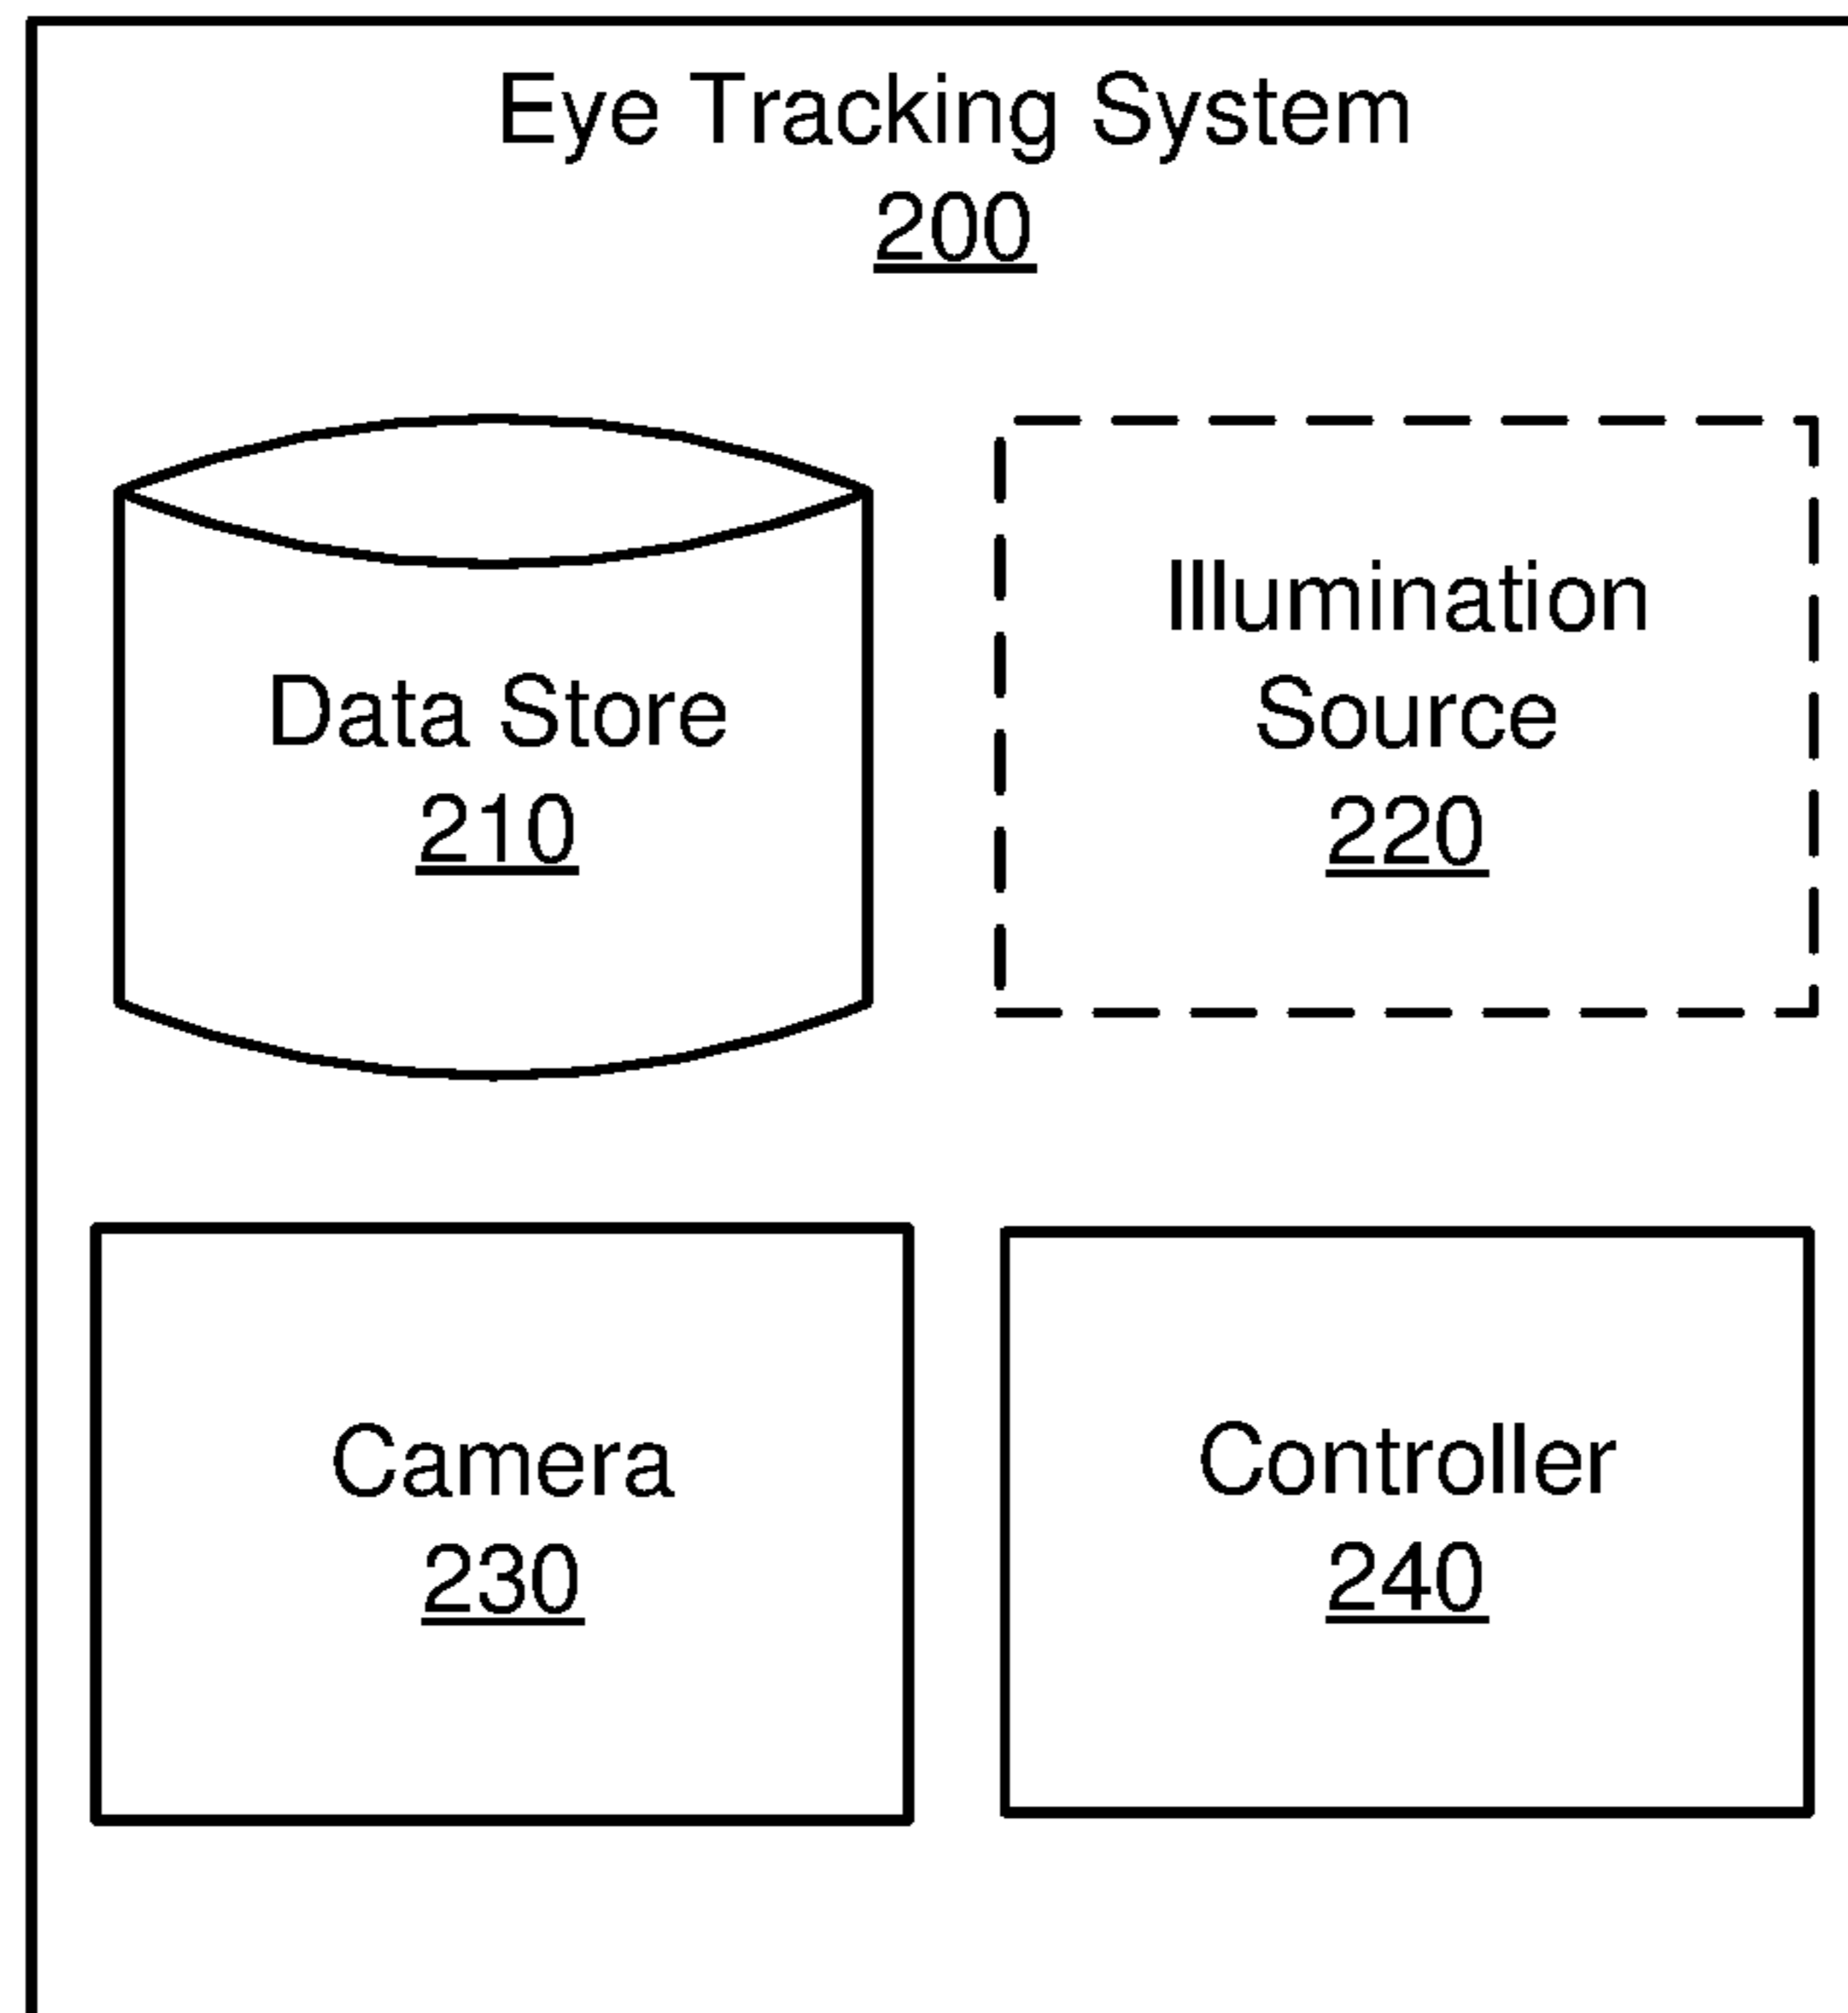 Eye Tracking System
200
Data Store
210
Illumination
Source
220
Camera
230
Controller
240